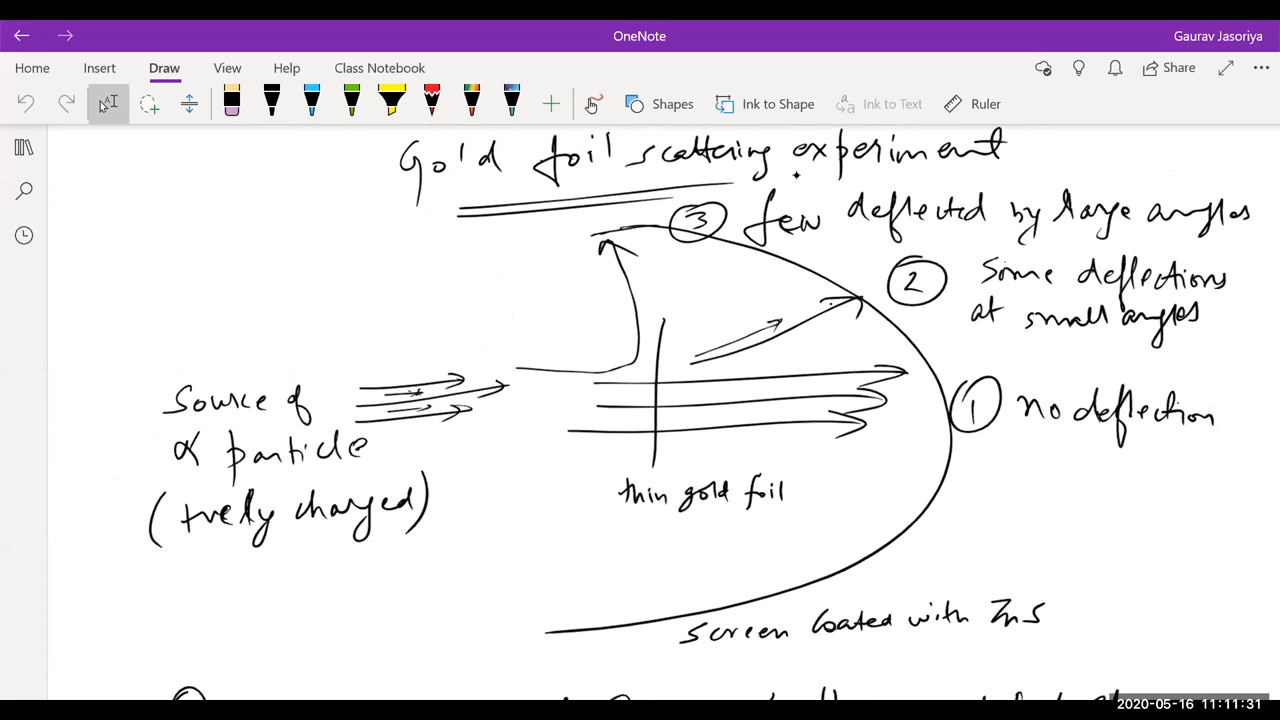 OneNote
Gaurav Jasoriya
Home Insert Draw View Help Class Notebook
Share
Shapes Ink to Shape Ink to Text Ruler
Gold foil scattering experiment
③ few deflected by large angles
② Some deflections
at small angles
① no deflection
Source of
α particle
(+vely charged)
thin gold foil
screen coated with ZnS
2020-05-16 11:11:31